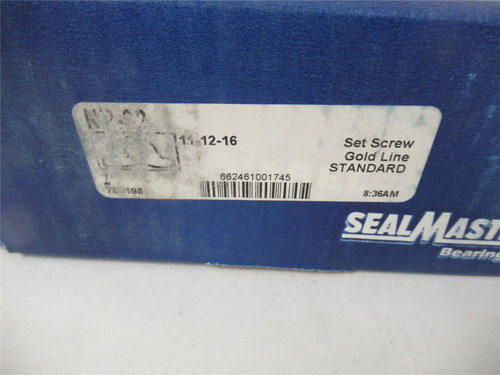 11-12-16
Set Screw
Gold Line
STANDARD
662461001745
8:36AM
SEALMAST
Bearing